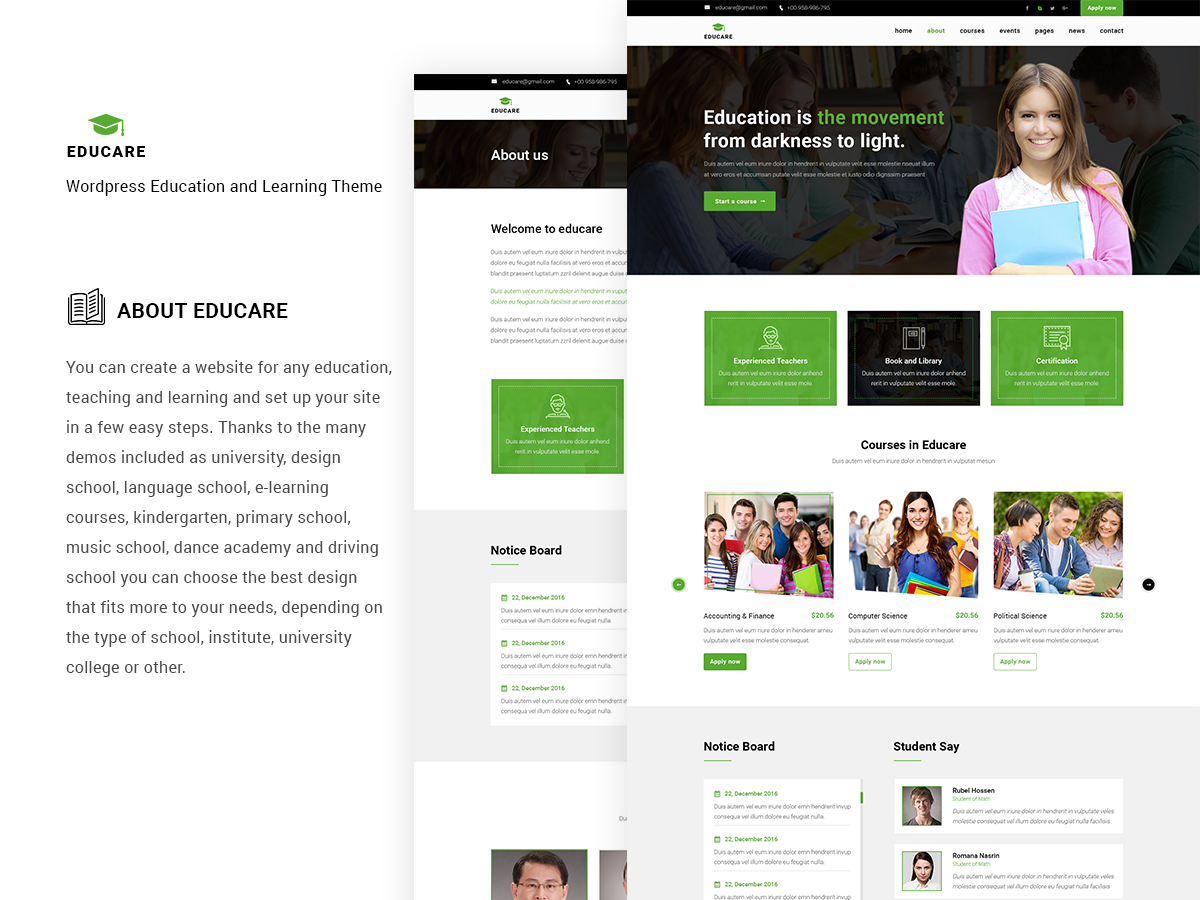 EDUCARE
Wordpress Education and Learning Theme
ABOUT EDUCARE
You can create a website for any education,
teaching and learning and set up your site
in a few easy steps. Thanks to the many
demos included as university, design
school, language school, e-learning
courses, kindergarten, primary school,
music school, dance academy and driving
school you can choose the best design
that fits more to your needs, depending on
the type of school, institute, university
college or other.
educare@gmail.com +00 958-986-795
EDUCARE
About us
Welcome to educare
Duis autem vel eum iriure dolor in hendrerit in vulputa
dolore eu feugiat nulla facilisis at vero eros et accum
blandit praesent luptatum zzril delenit augue duise
Duis autem vel eum iriure dolor in hendrerit in vuput
dolore eu feugiat nulla facilisis at vero eros et accun
Duis autem vel eum iriure dolor in hendrerit in vulpu
dolore eu feugiat nulla facilisis at vero eros et accum
blandit praesent luptatum zzril delenit augue duis
Experienced Teachers
Duis autem vel eum iriure dolor anhend
rerit in vulputate velit esse mole.
Notice Board
22, December 2016
Duis autem vel eum iriure dolor emn hendrerit in
consequa vel illum dolore eu feugiat nulla.
22, December 2016
Duis autem vel eum iriure dolor emn hendrerit in
consequa vel illum dolore eu feugiat nulla.
22, December 2016
Duis autem vel eum iriure dolor emn hendrerit in
consequa vel illum dolore eu feugiat nulla.
Du
educare@gmail.com +00 958-986-795 Apply now
EDUCARE home about courses events pages news contact
Education is the movement
from darkness to light.
Duis autem vel eum iriure dolor in hendrerit in vulputate velit esse molestie nseuat illum
at vero eros et accumsan putate velit esse molestie et iusto odio dignissim praesent
Start a course →
Experienced Teachers
Duis autem vel eum iriure dolor anhend
rerit in vulputate velit esse mole.
Book and Library
Duis autem vel eum iriure dolor anhend
rerit in vulputate velit esse mole.
Certification
Duis autem vel eum iriure dolor anhend
rerit in vulputate velit esse mole.
Courses in Educare
Duis autem vel eum iriure dolor in hendrerit in vulputat mesun
Accounting & Finance $20.56
Duis autem vel eum nure dolor in henderer ameu
vulputate velit esse molestie consequat.
Apply now
Computer Science $20.56
Duis autem vel eum nure dolor in henderer ameu
vulputate velit esse molestie consequat.
Apply now
Political Science $20.56
Duis autem vel eum nure dolor in henderer ameu
vulputate velit esse molestie consequat.
Apply now
Notice Board
22, December 2016
Duis autem vel eum iriure dolor emn hendrerit invup
consequa vel illum dolore eu feugiat nulla.
22, December 2016
Duis autem vel eum iriure dolor emn hendrerit invup
consequa vel illum dolore eu feugiat nulla.
22, December 2016
Duis autem vel eum iriure dolor emn hendrerit invup
Student Say
Rubel Hossen
Student of Math
Duis autem vel eum iriure dolor in hendrerit in vulputate veles
molestie consequat vel illum dolore eu feugiat nulla facilisis
Romana Nasrin
Student of Math
Duis autem vel eum iriure dolor in hendrerit in vulputate veles
molestie consequat vel illum dolore eu feugiat nulla facilisis